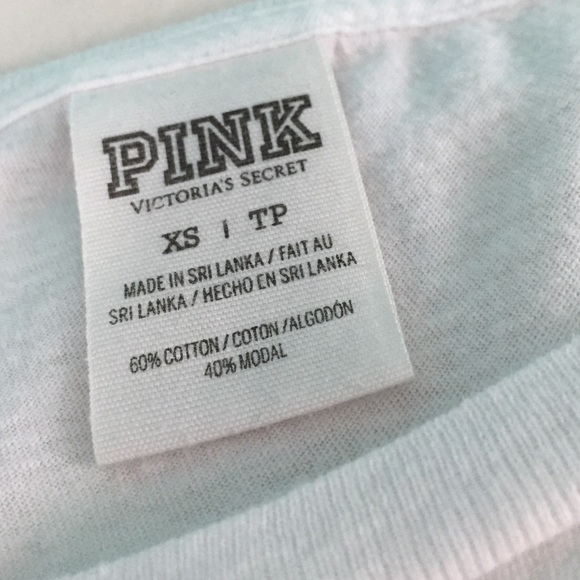 PINK
VICTORIA'S SECRET
XS | TP
MADE IN SRI LANKA / FAIT AU
SRI LANKA / HECHO EN SRI LANKA
60% COTTON / COTON /ALGODÓN
40% MODAL